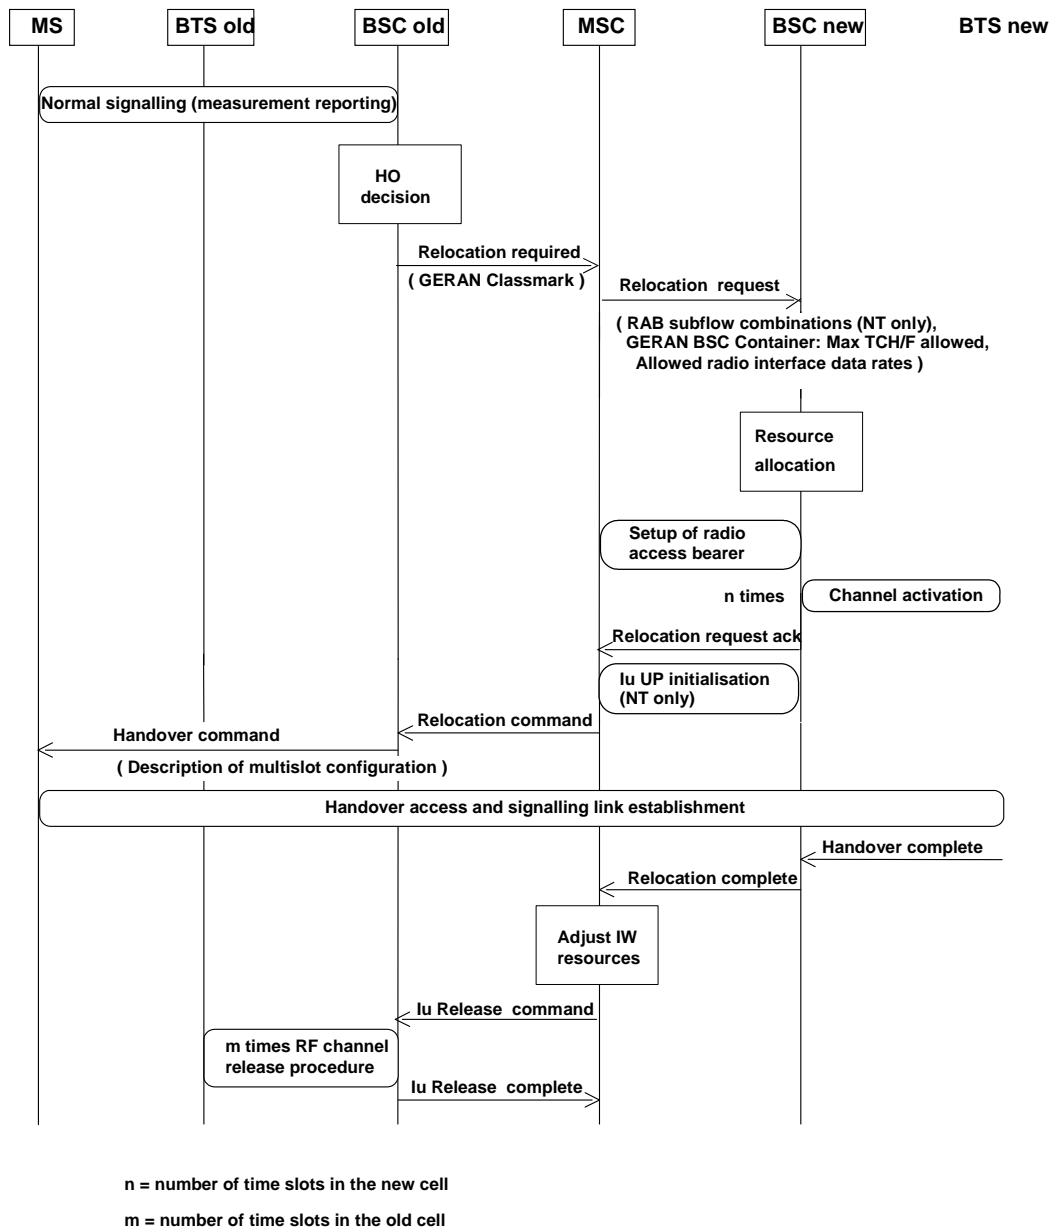 MS BTS old BSC old MSC BSC new BTS new
Normal signalling (measurement reporting)
HO
decision
Relocation required
( GERAN Classmark )
Relocation request
( RAB subflow combinations (NT only),
GERAN BSC Container: Max TCH/F allowed,
Allowed radio interface data rates )
Resource
allocation
Setup of radio
access bearer
n times
Channel activation
Relocation request ack
Iu UP initialisation
(NT only)
Relocation command
Handover command
( Description of multislot configuration )
Handover access and signalling link establishment
Handover complete
Relocation complete
Adjust IW
resources
Iu Release command
m times RF channel
release procedure
Iu Release complete
n = number of time slots in the new cell
m = number of time slots in the old cell